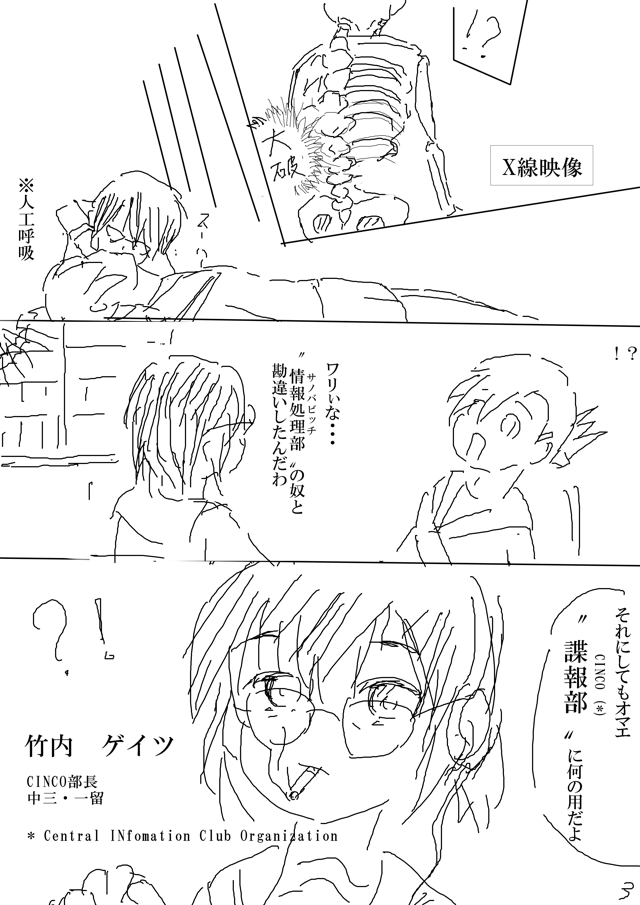 !?
X線映像
大破
スー
※人工呼吸
!?
ワリぃな・・・
〝情報処理部〟の奴と
サノバビッチ
勘違いしたんだわ
それにしてもオマエ
〝諜報部〟に何の用だよ
CINCO (*)
?!
竹内 ゲイツ
CINCO部長
中三・一留
* Central INfomation Club Organization
3